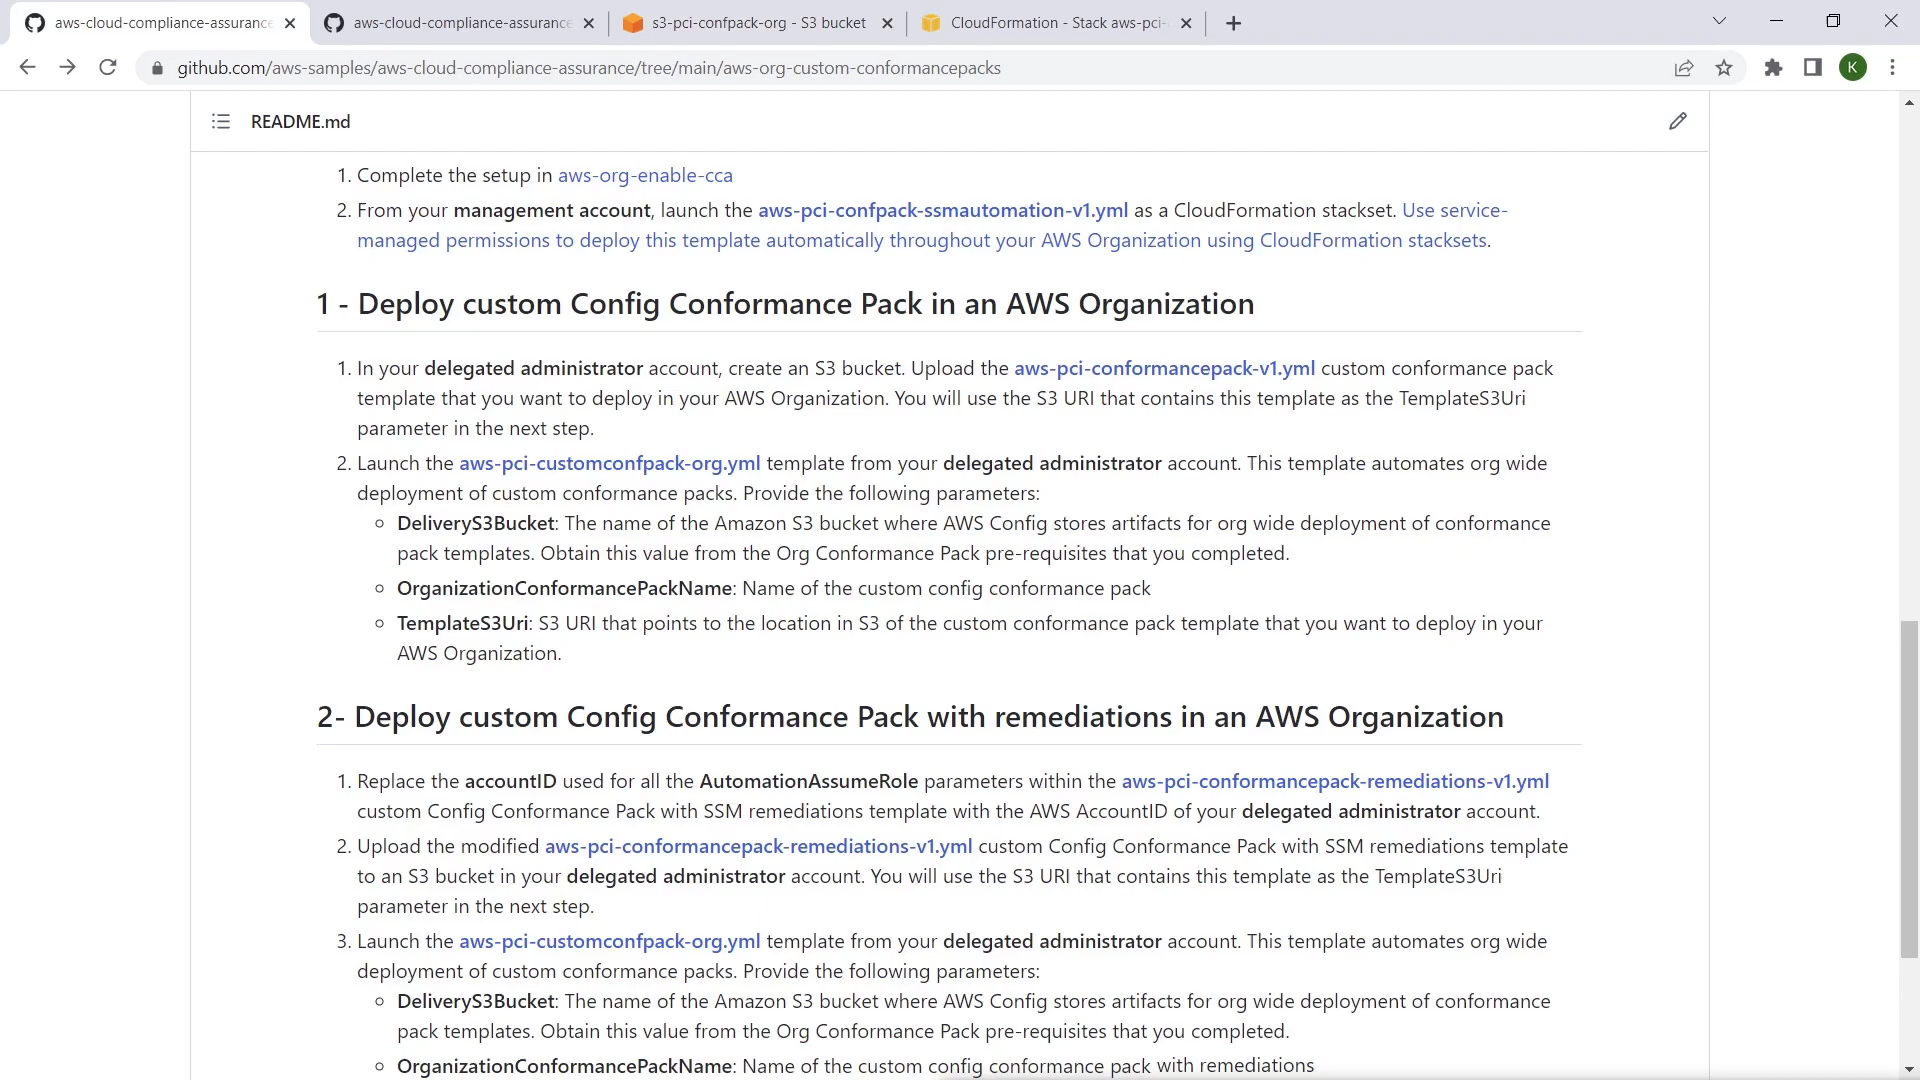 aws-cloud-compliance-assurance
aws-cloud-compliance-assurance
s3-pci-confpack-org - S3 bucket
CloudFormation - Stack aws-pci-
github.com/aws-samples/aws-cloud-compliance-assurance/tree/main/aws-org-custom-conformancepacks
K
README.md
1. Complete the setup in aws-org-enable-cca
2. From your management account, launch the aws-pci-confpack-ssmautomation-v1.yml as a CloudFormation stackset. Use service-
managed permissions to deploy this template automatically throughout your AWS Organization using CloudFormation stacksets.
1 - Deploy custom Config Conformance Pack in an AWS Organization
1. In your delegated administrator account, create an S3 bucket. Upload the aws-pci-conformancepack-v1.yml custom conformance pack
template that you want to deploy in your AWS Organization. You will use the S3 URI that contains this template as the TemplateS3Uri
parameter in the next step.
2. Launch the aws-pci-customconfpack-org.yml template from your delegated administrator account. This template automates org wide
deployment of custom conformance packs. Provide the following parameters:
DeliveryS3Bucket: The name of the Amazon S3 bucket where AWS Config stores artifacts for org wide deployment of conformance
pack templates. Obtain this value from the Org Conformance Pack pre-requisites that you completed.
OrganizationConformancePackName: Name of the custom config conformance pack
TemplateS3Uri: S3 URI that points to the location in S3 of the custom conformance pack template that you want to deploy in your
AWS Organization.
2- Deploy custom Config Conformance Pack with remediations in an AWS Organization
1. Replace the accountID used for all the AutomationAssumeRole parameters within the aws-pci-conformancepack-remediations-v1.yml
custom Config Conformance Pack with SSM remediations template with the AWS AccountID of your delegated administrator account.
2. Upload the modified aws-pci-conformancepack-remediations-v1.yml custom Config Conformance Pack with SSM remediations template
to an S3 bucket in your delegated administrator account. You will use the S3 URI that contains this template as the TemplateS3Uri
parameter in the next step.
3. Launch the aws-pci-customconfpack-org.yml template from your delegated administrator account. This template automates org wide
deployment of custom conformance packs. Provide the following parameters:
DeliveryS3Bucket: The name of the Amazon S3 bucket where AWS Config stores artifacts for org wide deployment of conformance
pack templates. Obtain this value from the Org Conformance Pack pre-requisites that you completed.
OrganizationConformancePackName: Name of the custom config conformance pack with remediations